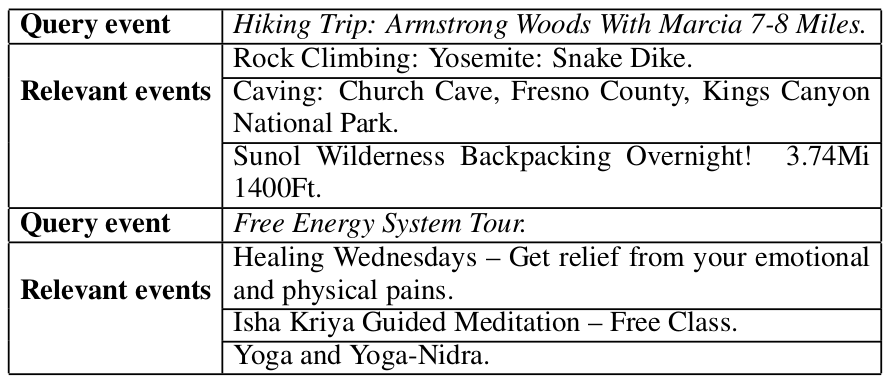 Query event Hiking Trip: Armstrong Woods With Marcia 7-8 Miles.
Rock Climbing: Yosemite: Snake Dike.
Relevant events Caving: Church Cave, Fresno County, Kings Canyon
National Park.
Sunol Wilderness Backpacking Overnight! 3.74Mi
1400Ft.
Query event Free Energy System Tour.
Healing Wednesdays – Get relief from your emotional
Relevant events and physical pains.
Isha Kriya Guided Meditation – Free Class.
Yoga and Yoga-Nidra.